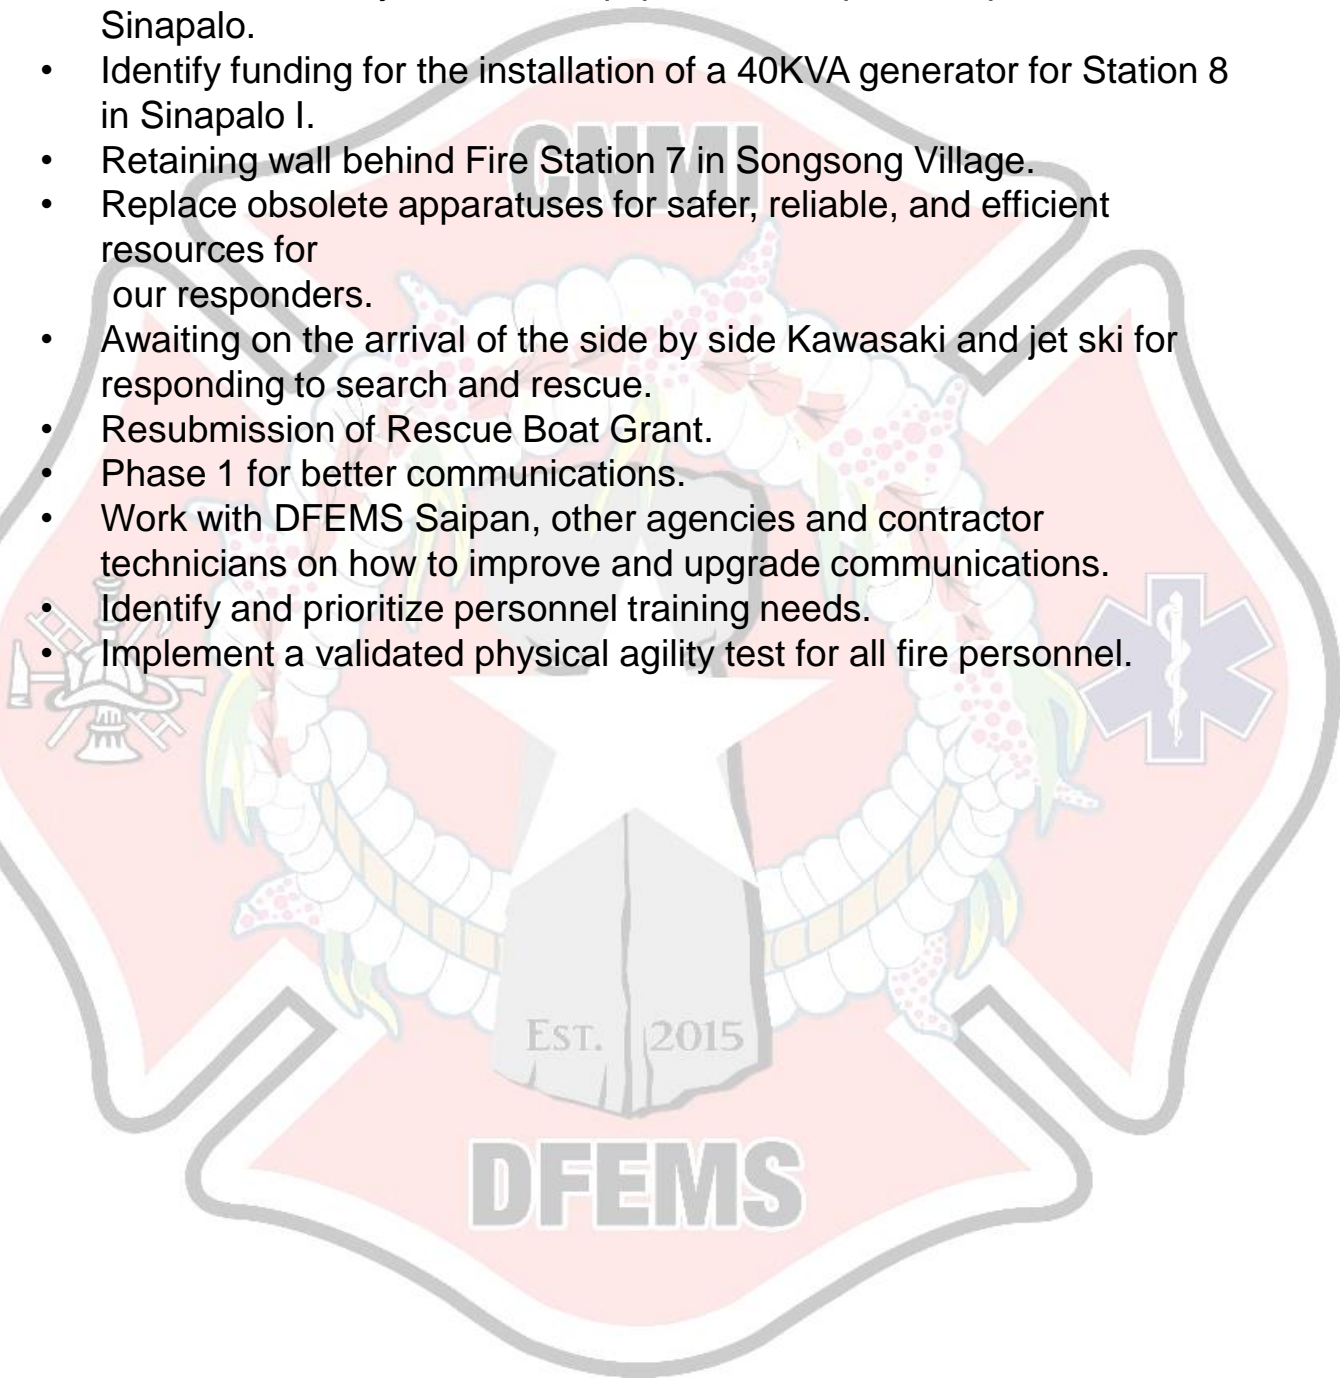 Sinapalo.
• Identify funding for the installation of a 40KVA generator for Station 8
in Sinapalo I.
• Retaining wall behind Fire Station 7 in Songsong Village.
• Replace obsolete apparatuses for safer, reliable, and efficient
resources for
our responders.
• Awaiting on the arrival of the side by side Kawasaki and jet ski for
responding to search and rescue.
• Resubmission of Rescue Boat Grant.
• Phase 1 for better communications.
• Work with DFEMS Saipan, other agencies and contractor
technicians on how to improve and upgrade communications.
• Identify and prioritize personnel training needs.
• Implement a validated physical agility test for all fire personnel.
CNMI
EST. 2015
DFEMS